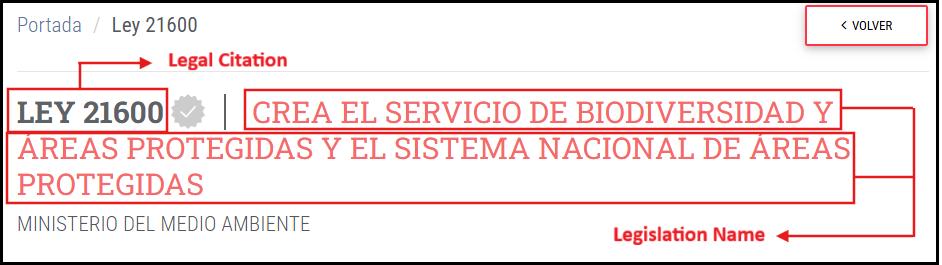 Portada / Ley 21600
< VOLVER
Legal Citation
LEY 21600 | CREA EL SERVICIO DE BIODIVERSIDAD Y
ÁREAS PROTEGIDAS Y EL SISTEMA NACIONAL DE ÁREAS
PROTEGIDAS
MINISTERIO DEL MEDIO AMBIENTE
Legislation Name